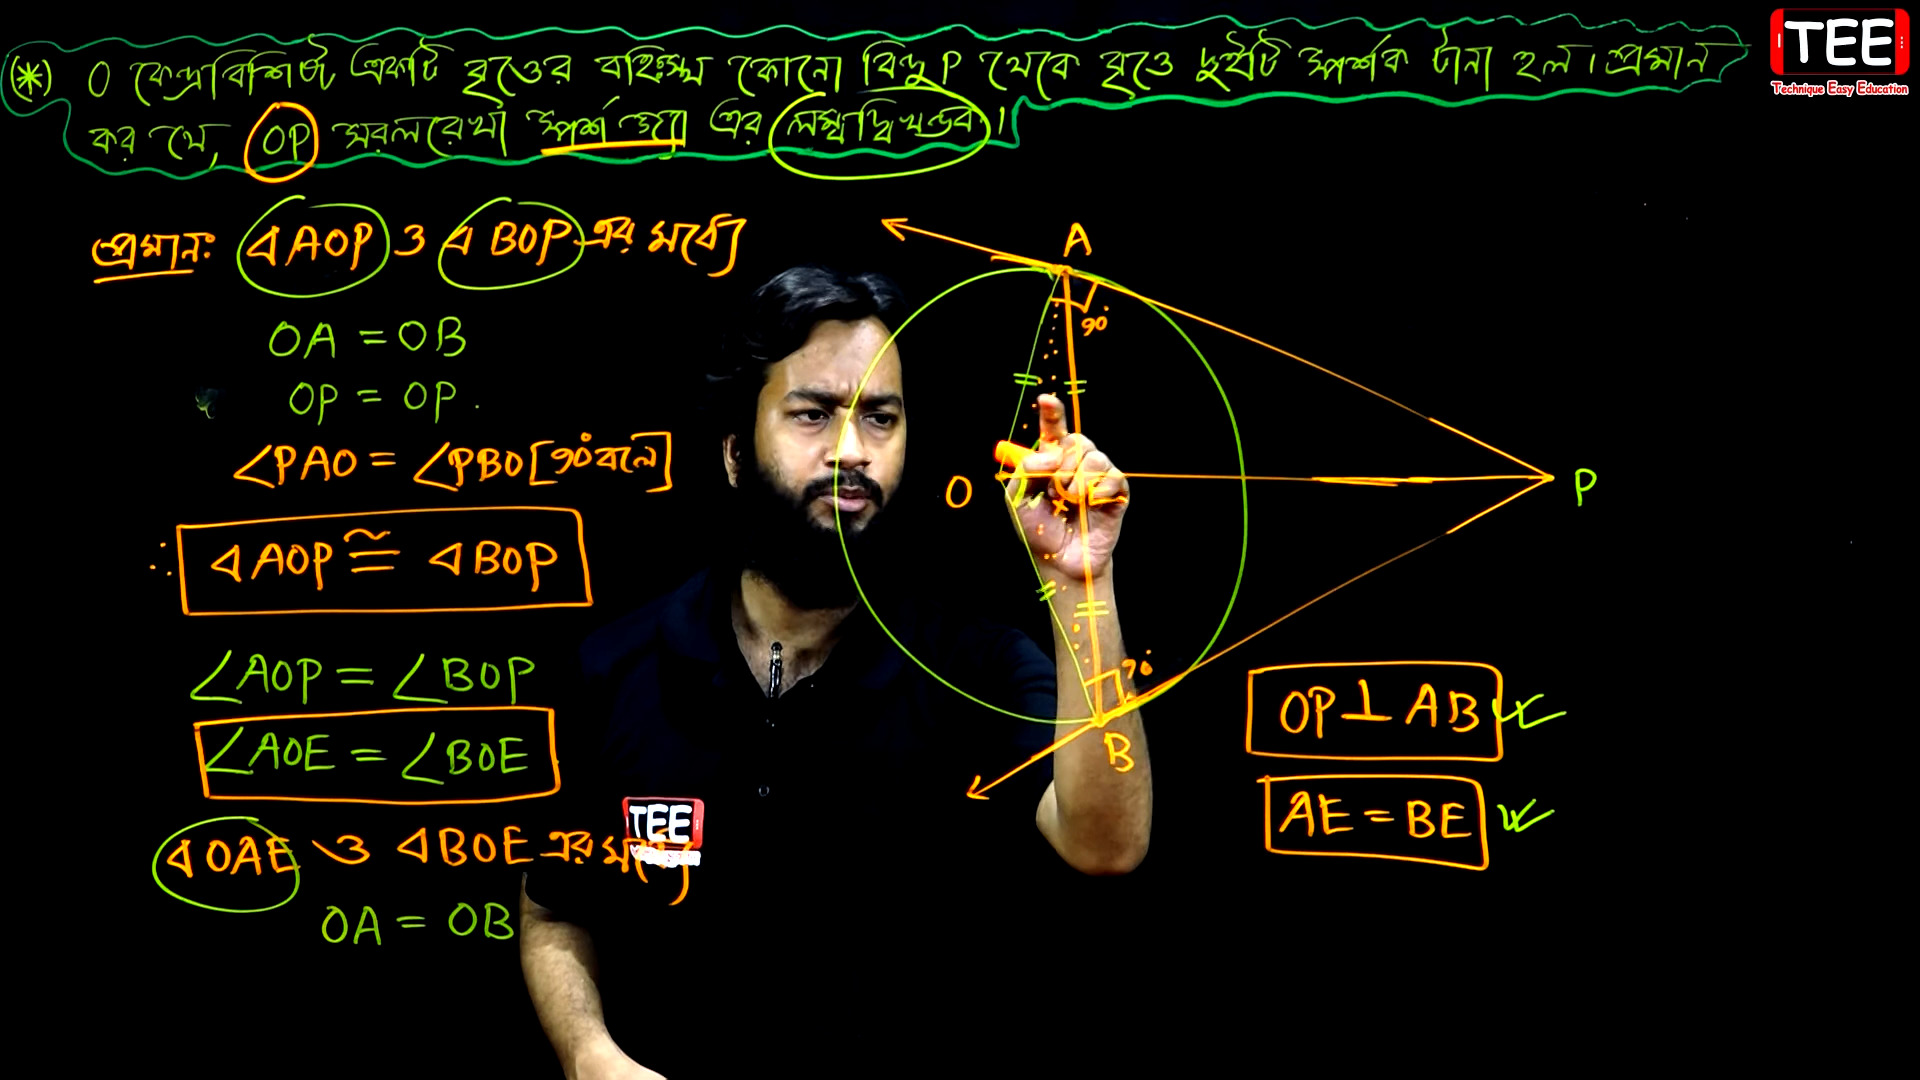 (*) O কেন্দ্রবিশিষ্ট একটি বৃত্তের বহিঃস্থ কোনো বিন্দু P থেকে বৃত্তে দুইটি স্পর্শক টানা হল। প্রমান
কর যে, OP সরলরেখা স্পর্শ জ্যা এর লম্বদ্বিখন্ডক।
TEE
Technique Easy Education
প্রমান: ⊲AOP ও ⊲BOP এর মধ্যে
OA = OB
OP = OP .
∠PAO = ∠PBO [90° বলে]
∴ ⊲AOP ≅ ⊲BOP
∠AOP = ∠BOP
∠AOE = ∠BOE
⊲OAE ও ⊲BOE এর মধ্যে
OA = OB
TEE
A
90°
O
E
x
P
90°
B
OP ⊥ AB
AE = BE